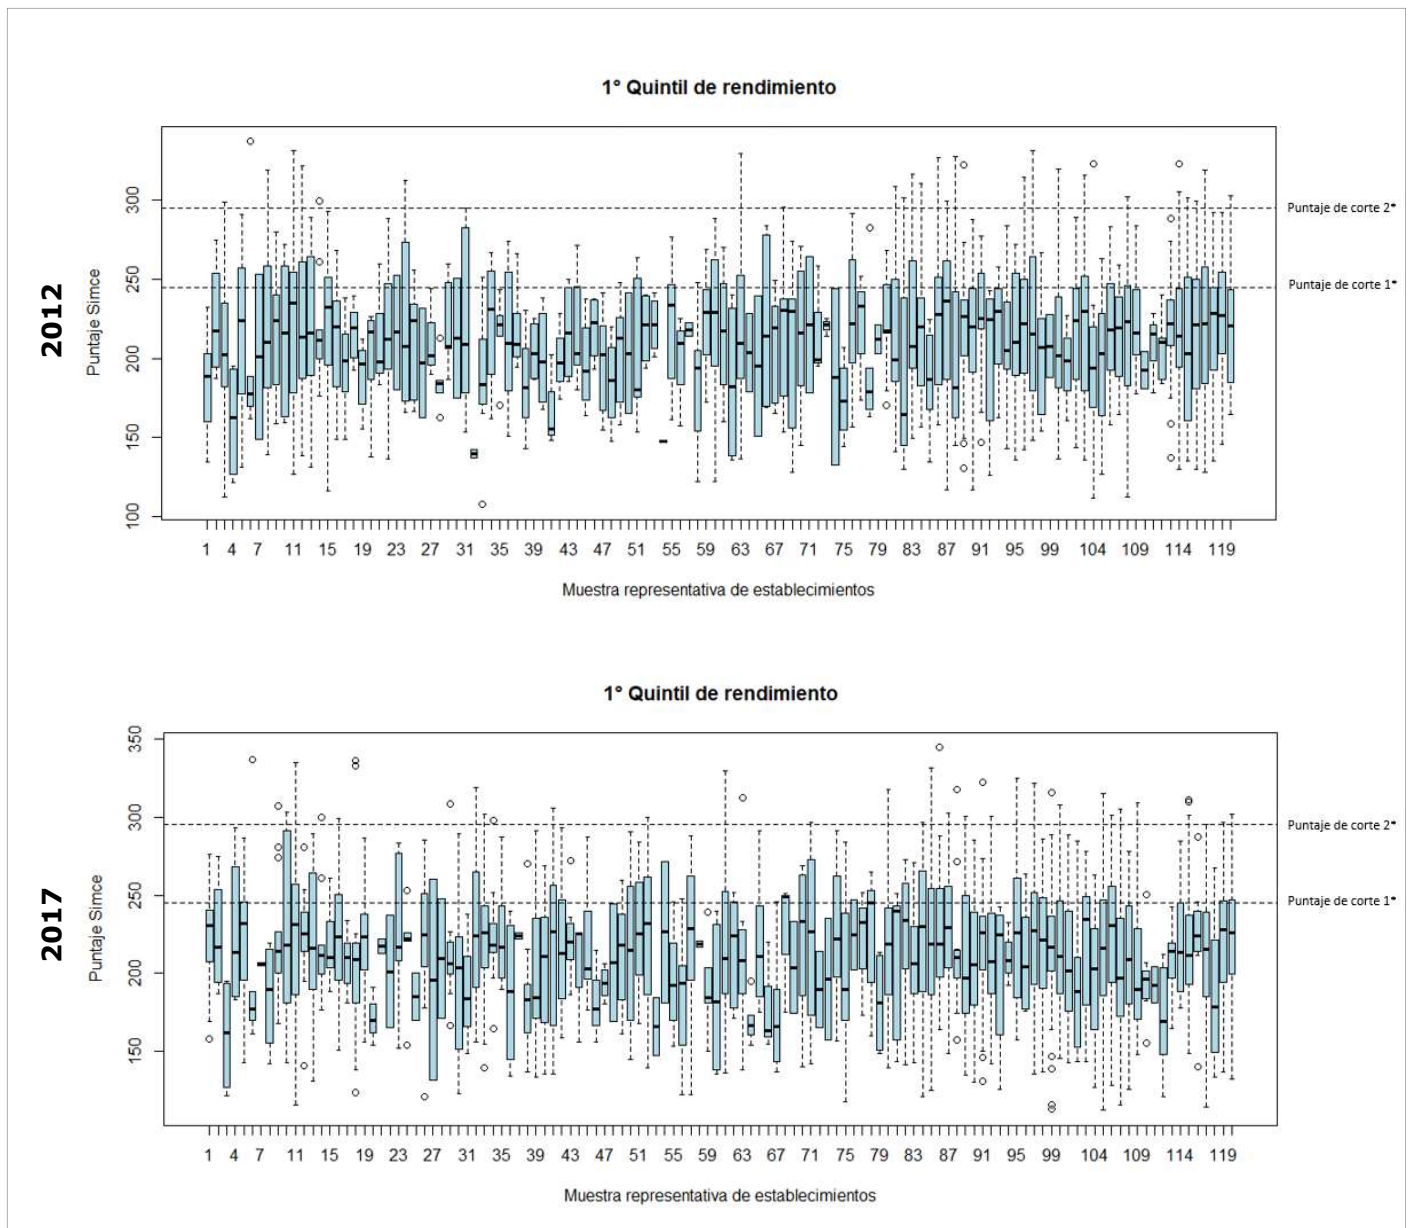 1° Quintil de rendimiento
2012
Puntaje Simce
300
250
200
150
100
Puntaje de corte 2*
Puntaje de corte 1*
1 4 7 11 15 19 23 27 31 35 39 43 47 51 55 59 63 67 71 75 79 83 87 91 95 99 104 109 114 119
Muestra representativa de establecimientos
1° Quintil de rendimiento
2017
Puntaje Simce
350
300
250
200
150
Puntaje de corte 2*
Puntaje de corte 1*
1 4 7 11 15 19 23 27 31 35 39 43 47 51 55 59 63 67 71 75 79 83 87 91 95 99 104 109 114 119
Muestra representativa de establecimientos